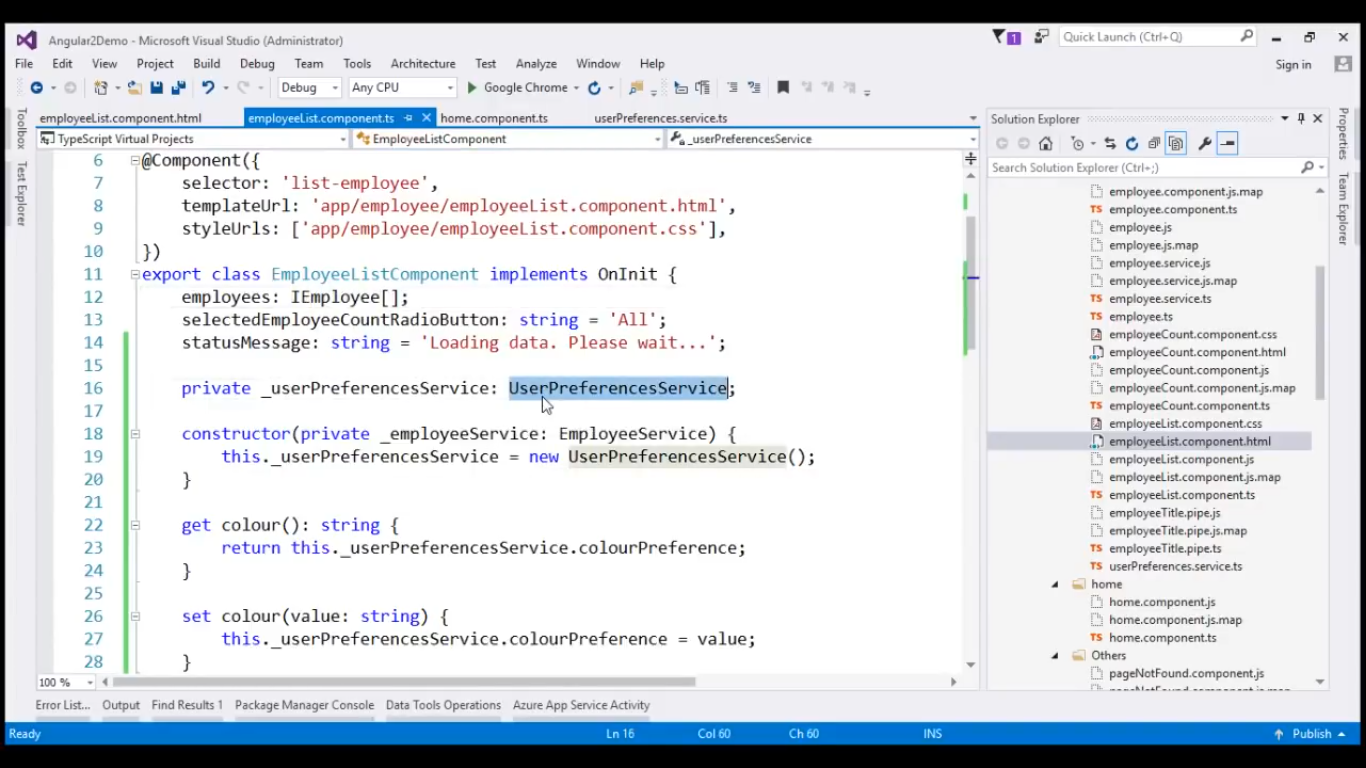 Angular2Demo - Microsoft Visual Studio (Administrator)
1
Quick Launch (Ctrl+Q)
File Edit View Project Build Debug Team Tools Architecture Test Analyze Window Help
Sign in
Debug Any CPU Google Chrome
Toolbox
Test Explorer
employeeList.component.html employeeList.component.ts home.component.ts userPreferences.service.ts
TypeScript Virtual Projects EmployeeListComponent _userPreferencesService
6 @Component({
7 selector: 'list-employee',
8 templateUrl: 'app/employee/employeeList.component.html',
9 styleUrls: ['app/employee/employeeList.component.css'],
10 })
11 export class EmployeeListComponent implements OnInit {
12 employees: IEmployee[];
13 selectedEmployeeCountRadioButton: string = 'All';
14 statusMessage: string = 'Loading data. Please wait...';
15
16 private _userPreferencesService: UserPreferencesService;
17
18 constructor(private _employeeService: EmployeeService) {
19 this._userPreferencesService = new UserPreferencesService();
20 }
21
22 get colour(): string {
23 return this._userPreferencesService.colourPreference;
24 }
25
26 set colour(value: string) {
27 this._userPreferencesService.colourPreference = value;
28 }
100 %
Solution Explorer
Search Solution Explorer (Ctrl+;)
employee.component.js.map
TS employee.component.ts
employee.js
employee.js.map
employee.service.js
employee.service.js.map
TS employee.service.ts
TS employee.ts
employeeCount.component.css
employeeCount.component.html
employeeCount.component.js
employeeCount.component.js.map
TS employeeCount.component.ts
employeeList.component.css
employeeList.component.html
employeeList.component.js
employeeList.component.js.map
TS employeeList.component.ts
employeeTitle.pipe.js
employeeTitle.pipe.js.map
TS employeeTitle.pipe.ts
TS userPreferences.service.ts
home
home.component.js
home.component.js.map
TS home.component.ts
Others
pageNotFound.component.js
pageNotFound.component.js.map
Properties
Team Explorer
Error List... Output Find Results 1 Package Manager Console Data Tools Operations Azure App Service Activity
Ready Ln 16 Col 60 Ch 60 INS Publish